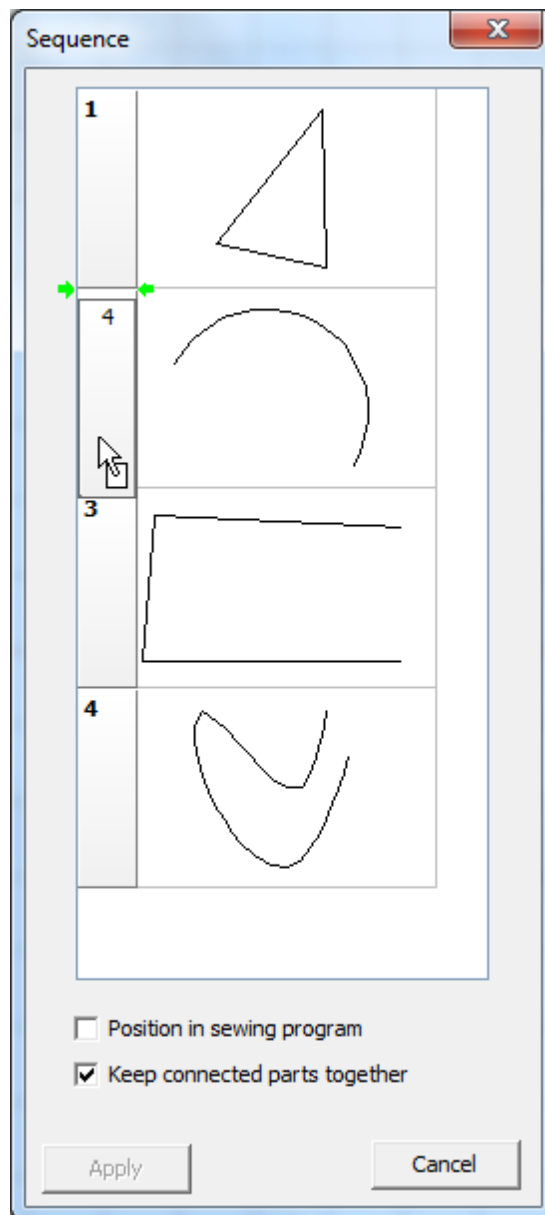 Sequence
1
4
3
4
Position in sewing program
Keep connected parts together
Apply
Cancel